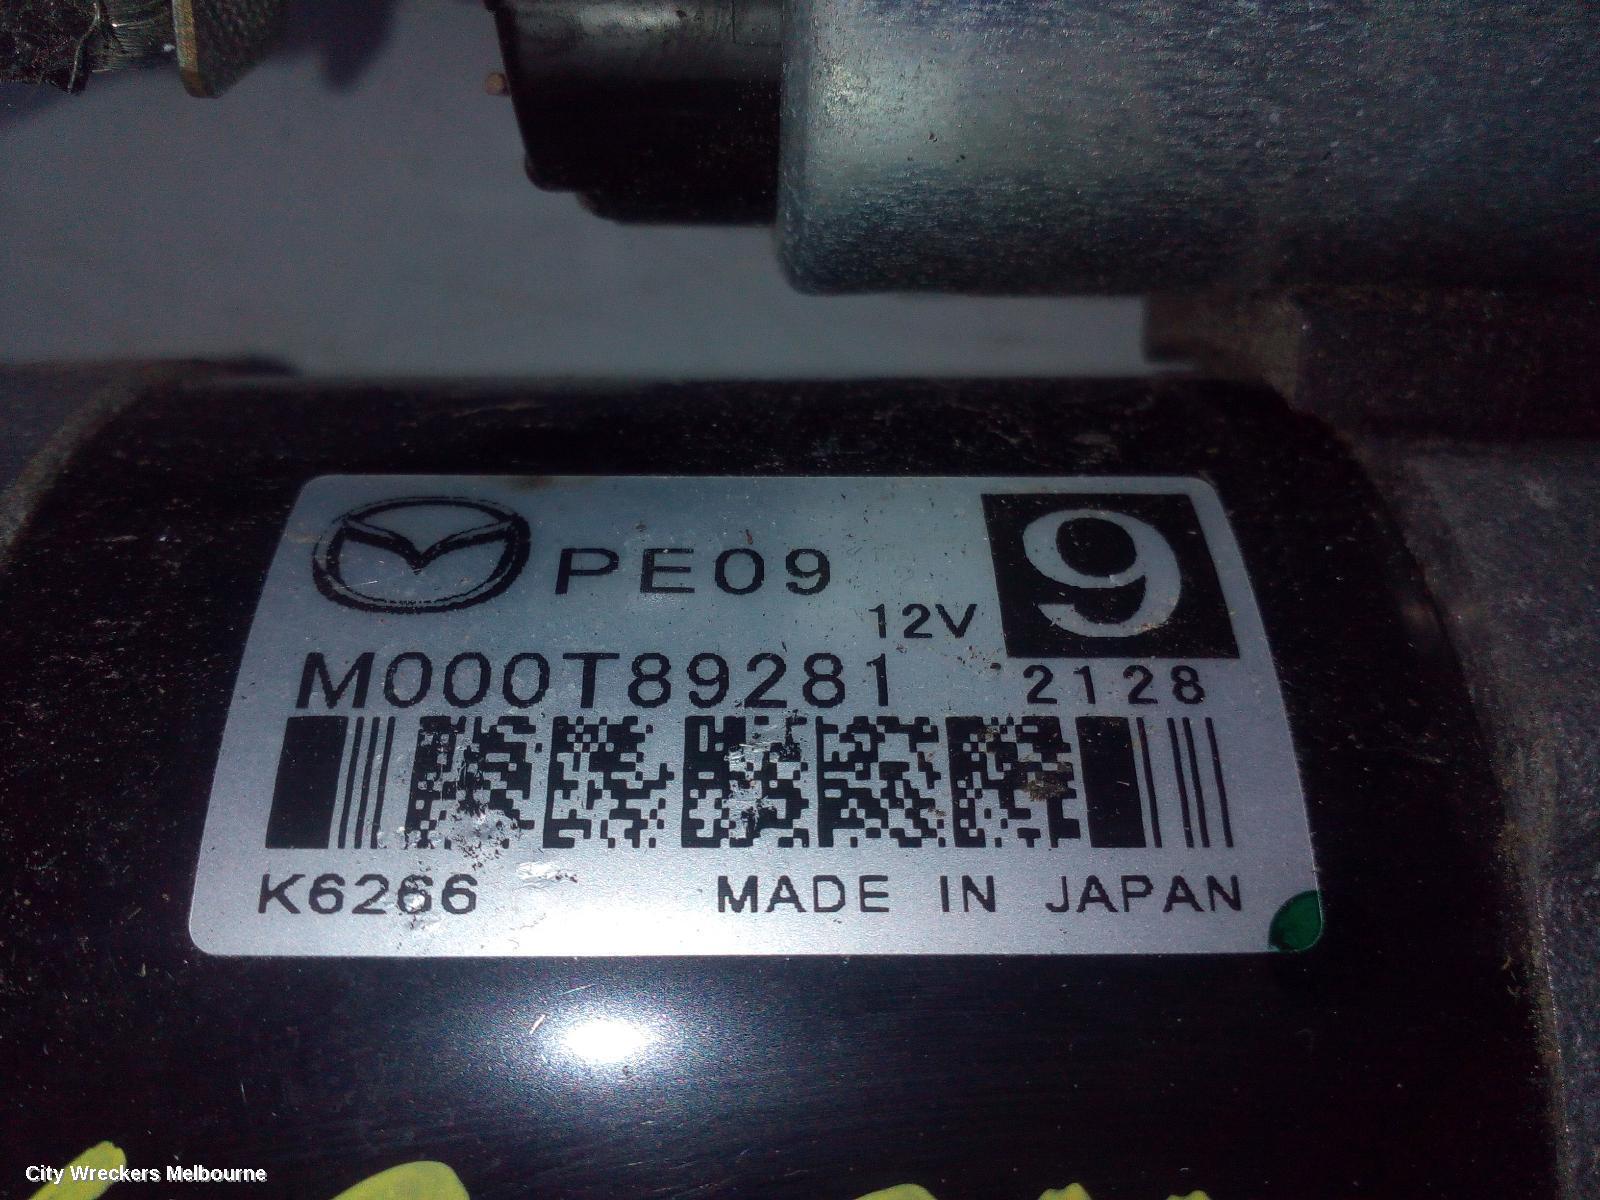 PE09
9
12V
M000T89281 2128
K6266 MADE IN JAPAN
City Wreckers Melbourne